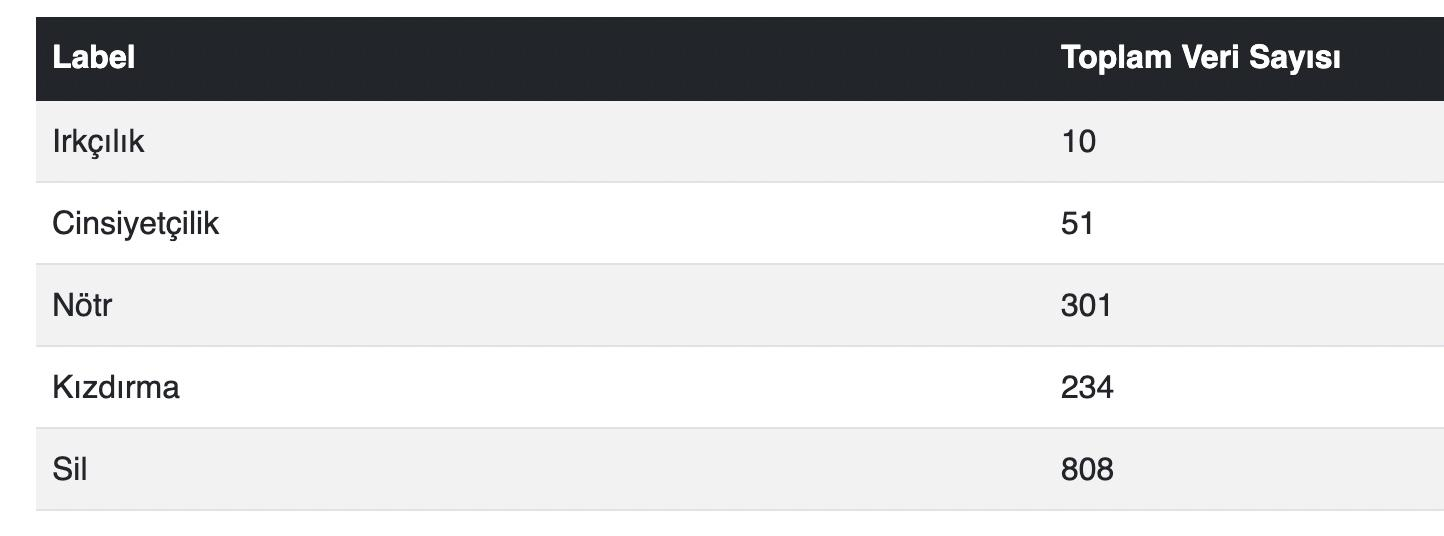 Label Toplam Veri Sayısı
Irkçılık 10
Cinsiyetçilik 51
Nötr 301
Kızdırma 234
Sil 808